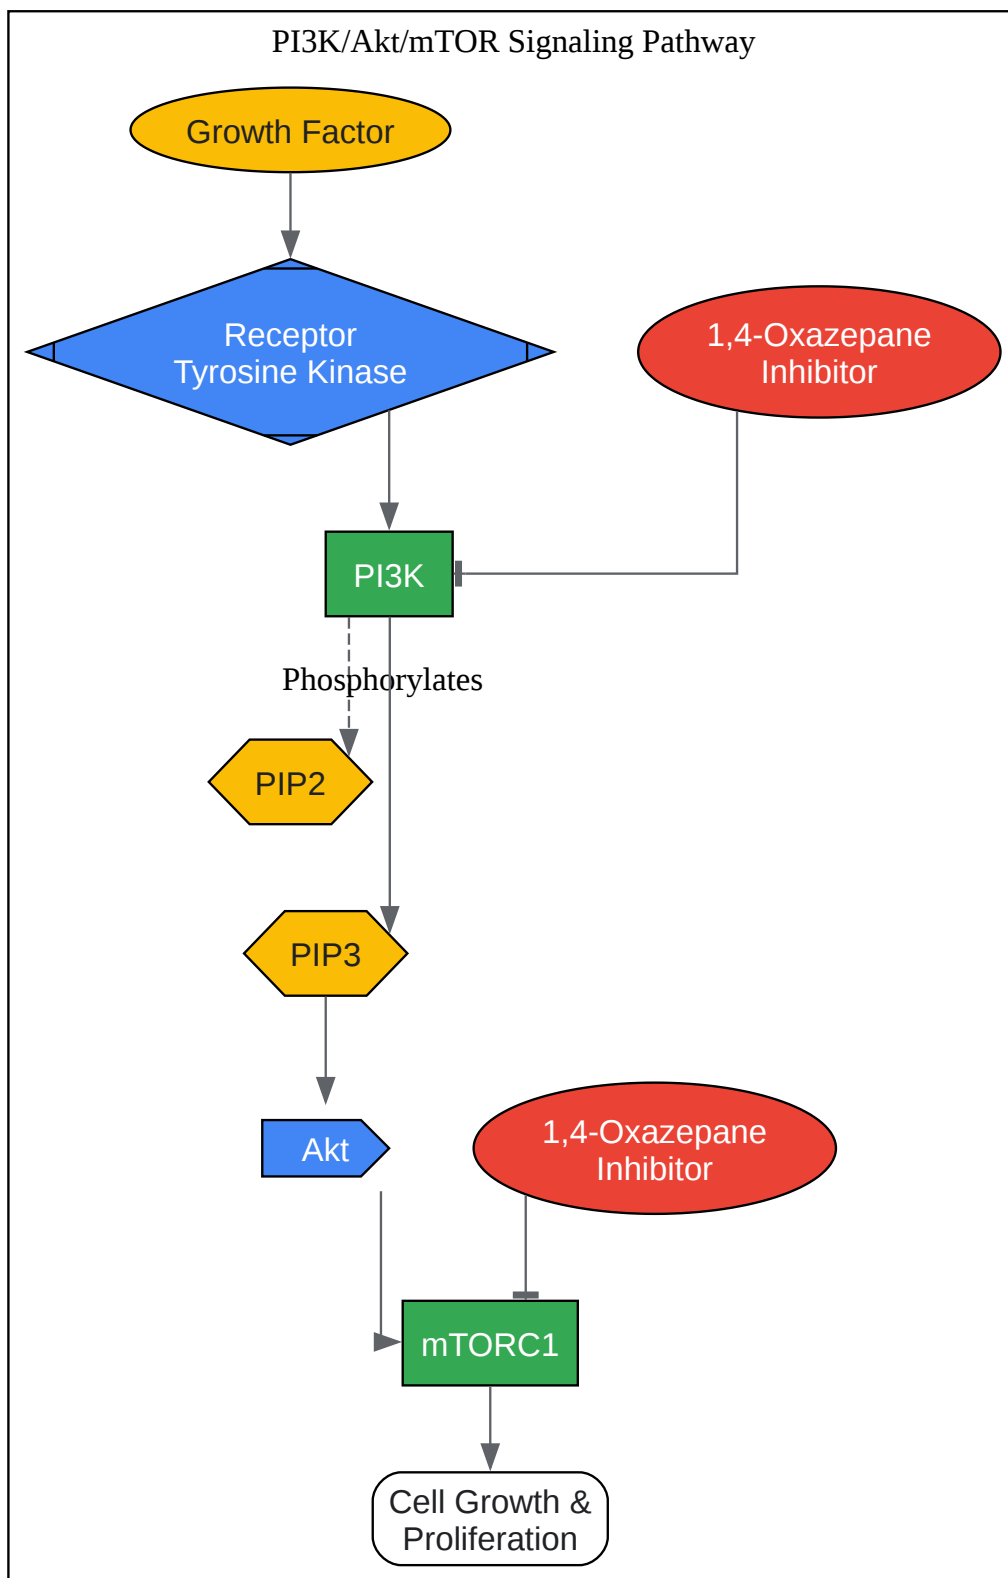 PI3K/Akt/mTOR Signaling Pathway
Growth Factor
Receptor
Tyrosine Kinase
1,4-Oxazepane
Inhibitor
PI3K
Phosphorylates
PIP2
PIP3
Akt
1,4-Oxazepane
Inhibitor
mTORC1
Cell Growth &
Proliferation